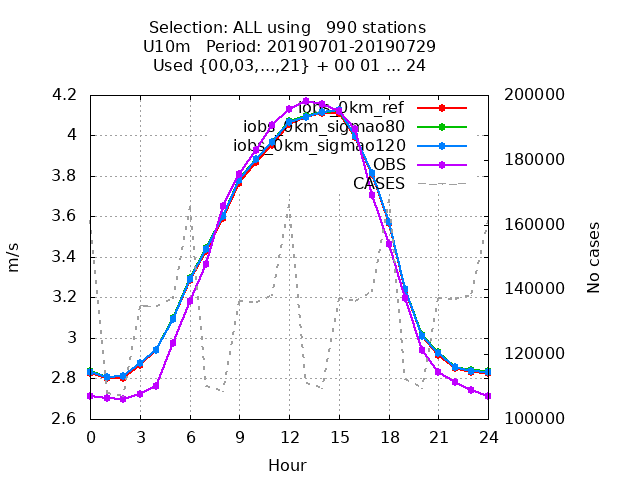 Selection: ALL using   990 stations
U10m   Period: 20190701-20190729
Used {00,03,...,21} + 00 01 ... 24
4.2
4
3.8
3.6
3.4
3.2
3
2.8
2.6
m/s
iobs_0km_ref
iobs_0km_sigmao80
iobs_0km_sigmao120
OBS
CASES
200000
180000
160000
140000
120000
100000
No cases
0 3 6 9 12 15 18 21 24
Hour